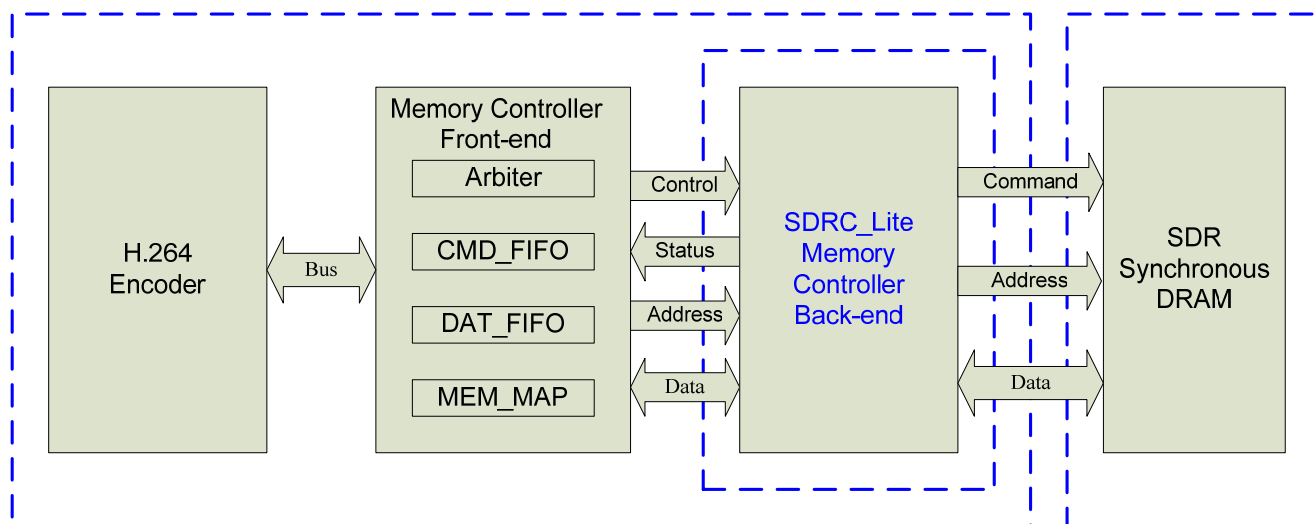 H.264
Encoder
Bus
Memory Controller
Front-end
Arbiter
CMD_FIFO
DAT_FIFO
MEM_MAP
Control
Status
Address
Data
SDRC_Lite
Memory
Controller
Back-end
Command
Address
Data
SDR
Synchronous
DRAM